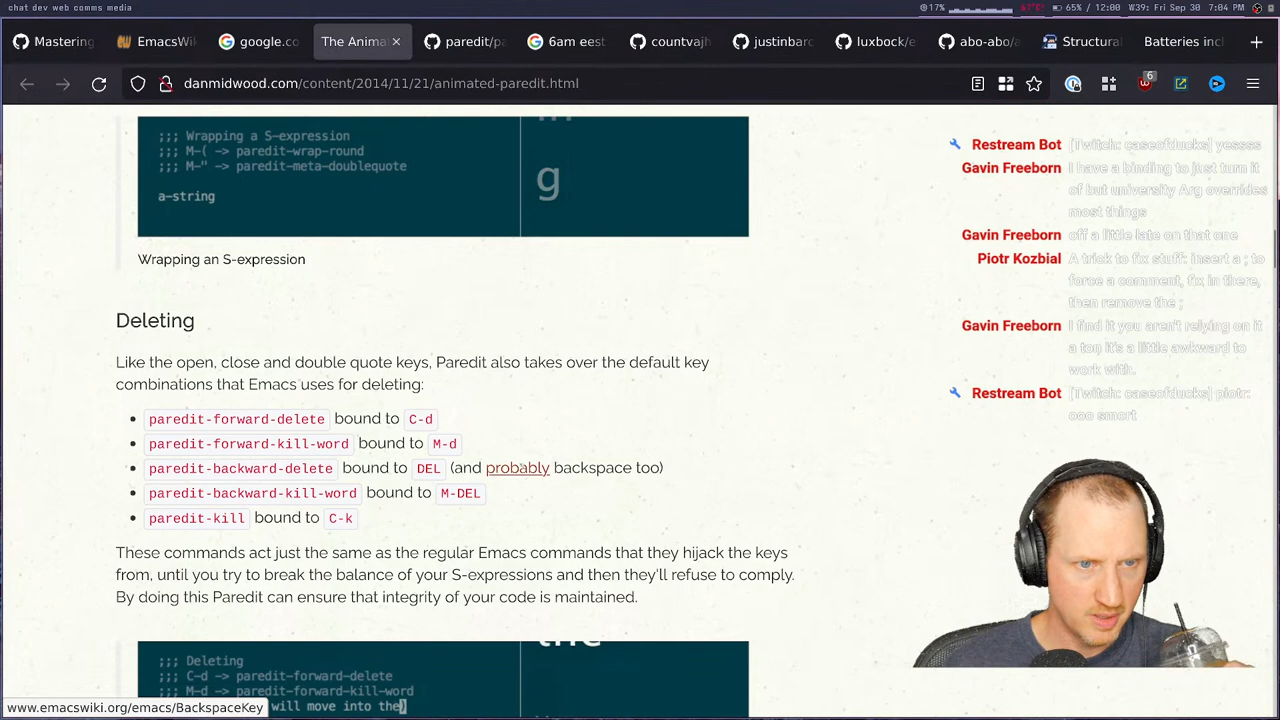 chat dev web comms media
17%
67°C
65% / 12:00
W39: Fri Sep 30
7:04 PM
Mastering
EmacsWi
google.co
The Anima
paredit/pa
6am eest
countvajh
justinbarc
luxbock/e
abo-abo/a
Structural
Batteries incl
danmidwood.com/content/2014/11/21/animated-paredit.html
6
;;; Wrapping a S-expression
;;; M-( -> paredit-wrap-round
;;; M-" -> paredit-meta-doublequote
a-string
g
Wrapping an S-expression
Deleting
Like the open, close and double quote keys, Paredit also takes over the default key
combinations that Emacs uses for deleting:
paredit-forward-delete bound to C-d
paredit-forward-kill-word bound to M-d
paredit-backward-delete bound to DEL (and probably backspace too)
paredit-backward-kill-word bound to M-DEL
paredit-kill bound to C-k
These commands act just the same as the regular Emacs commands that they hijack the keys
from, until you try to break the balance of your S-expressions and then they'll refuse to comply.
By doing this Paredit can ensure that integrity of your code is maintained.
;;; Deleting
;;; C-d -> paredit-forward-delete
;;; M-d -> paredit-forward-kill-word
will move into the)
the
www.emacswiki.org/emacs/BackspaceKey
Restream Bot [Twitch: caseofducks] yessss
Gavin Freeborn I have a binding to just turn it
of but university Arg overrides
most things
Gavin Freeborn off a little late on that one
Piotr Kozbial A trick to fix stuff: insert a ; to
force a comment, fix in there,
then remove the ;
Gavin Freeborn I find it you aren't relying on it
a ton it's a little awkward to
work with.
Restream Bot [Twitch: caseofducks] piotr:
ooo smort